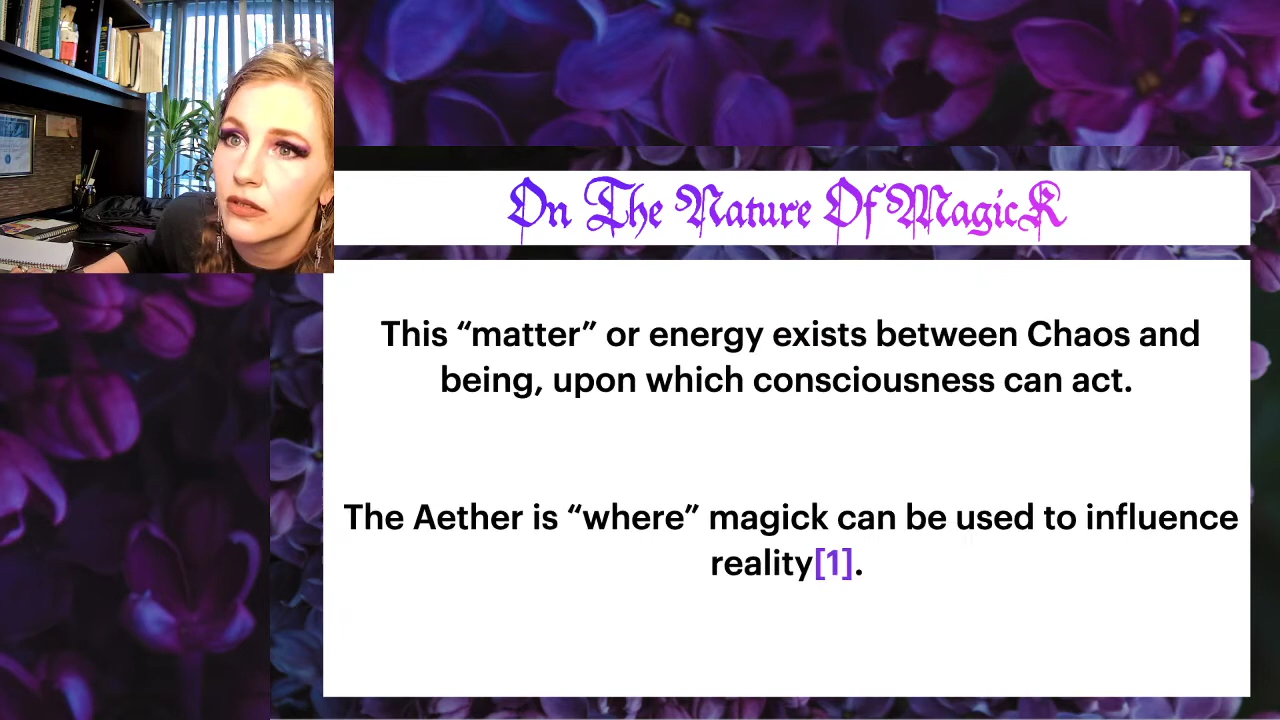 On The Nature Of MagicK
This “matter” or energy exists between Chaos and
being, upon which consciousness can act.
The Aether is “where” magick can be used to influence
reality[1].